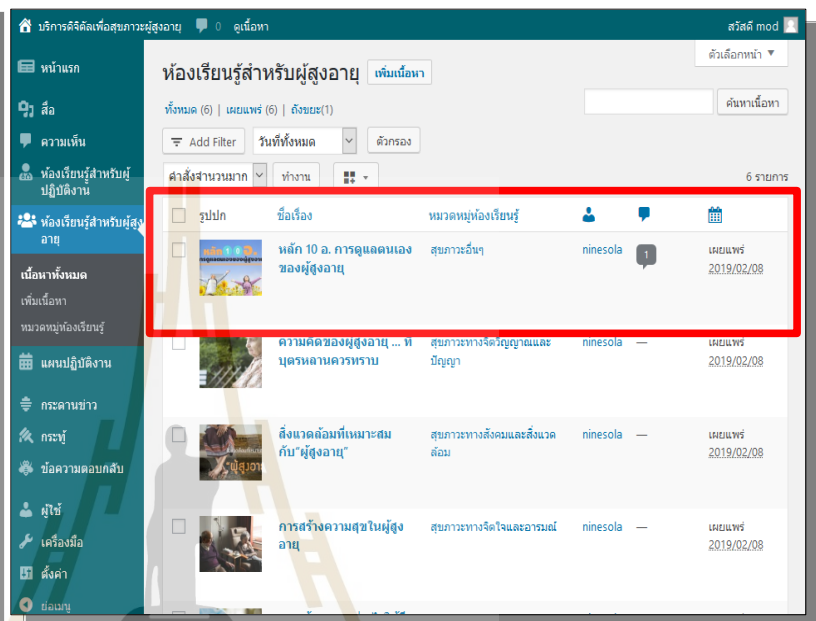 บริการดิจิตัลเพื่อสุขภาวะผู้สูงอายุ 0 ดูเนื้อหา สวัสดี mod
ตัวเลือกหน้า ▼
หน้าแรก
สื่อ
ความเห็น
ห้องเรียนรู้สำหรับผู้
ปฏิบัติงาน
ห้องเรียนรู้สำหรับผู้สูง
อายุ
เนื้อหาทั้งหมด
เพิ่มเนื้อหา
หมวดหมู่ห้องเรียนรู้
แผนปฏิบัติงาน
กระดานข่าว
กระทู้
ข้อความตอบกลับ
ผู้ใช้
เครื่องมือ
ตั้งค่า
ย่อเมนู
ห้องเรียนรู้สำหรับผู้สูงอายุ เพิ่มเนื้อหา
ทั้งหมด (6) | เผยแพร่ (6) | ถังขยะ(1)
ค้นหาเนื้อหา
Add Filter วันที่ทั้งหมด ตัวกรอง
คำสั่งจำนวนมาก ทำงาน 6 รายการ
รูปปก ชื่อเรื่อง หมวดหมู่ห้องเรียนรู้
หลัก 10 อ. การดูแลตนเอง สุขภาวะอื่นๆ ninesola 1 เผยแพร่
ของผู้สูงอายุ 2019/02/08
หลัก 1 0 อ.
ความคิดของผู้สูงอายุ ... ที่ สุขภาวะทางจิตวิญญาณและ ninesola — เผยแพร่
บุตรหลานควรทราบ ปัญญา 2019/02/08
สิ่งแวดล้อมที่เหมาะสม สุขภาวะทางสังคมและสิ่งแวด ninesola — เผยแพร่
กับ"ผู้สูงอายุ" ล้อม 2019/02/08
การสร้างความสุขในผู้สูง สุขภาวะทางจิตใจและอารมณ์ ninesola — เผยแพร่
อายุ 2019/02/08